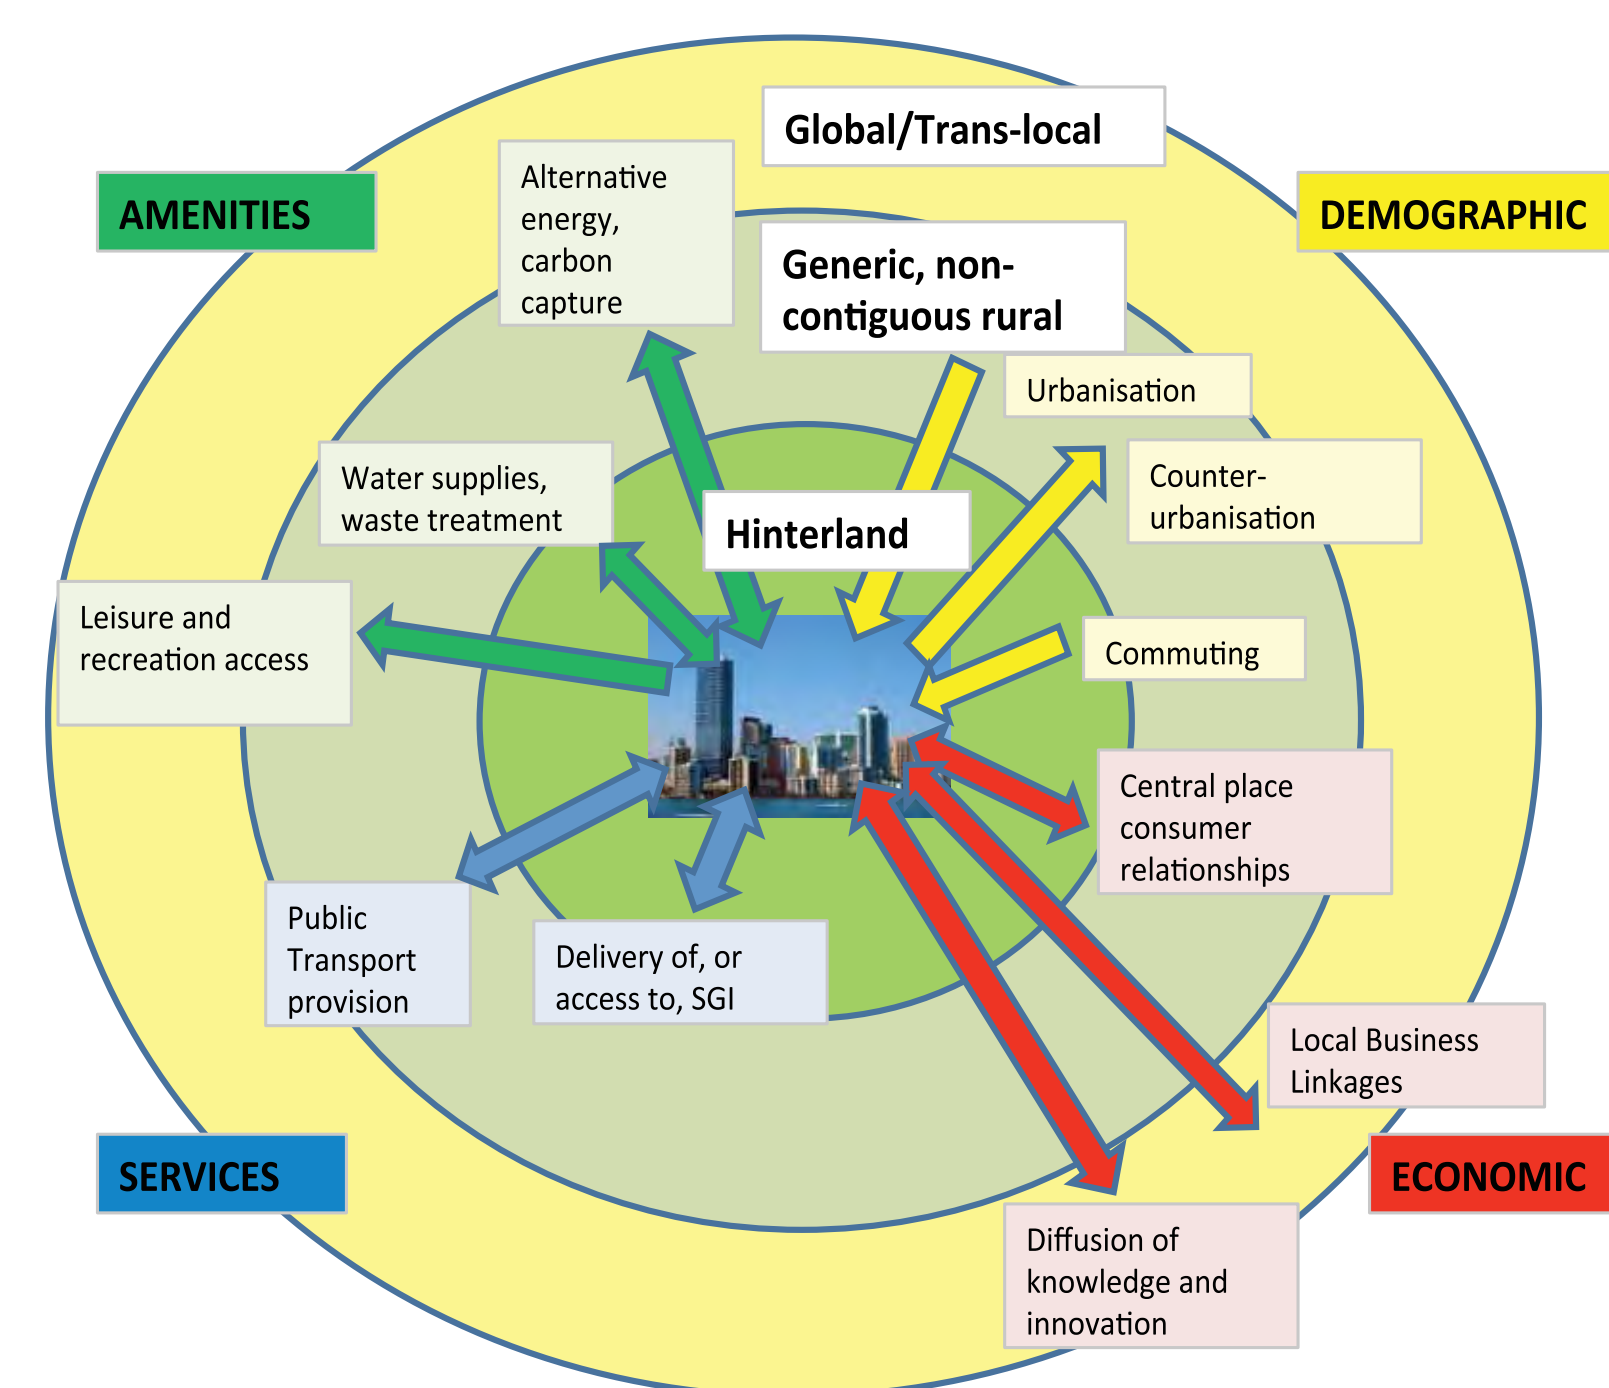 Global/Trans-local
AMENITIES
Alternative
energy,
carbon
capture
DEMOGRAPHIC
Generic, non-
contiguous rural
Urbanisation
Water supplies,
waste treatment
Counter-
urbanisation
Hinterland
Leisure and
recreation access
Commuting
Central place
consumer
relationships
Public
Transport
provision
Delivery of, or
access to, SGI
Local Business
Linkages
SERVICES
ECONOMIC
Diffusion of
knowledge and
innovation